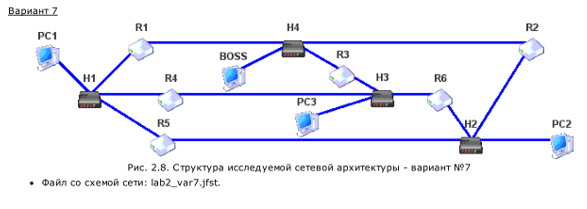 Вариант 7
R1
H4
R2
PC1
BOSS
R3
H1
R4
H3
R6
PC3
R5
H2
PC2
Рис. 2.8. Структура исследуемой сетевой архитектуры - вариант №7
• Файл со схемой сети: lab2_var7.jfst.